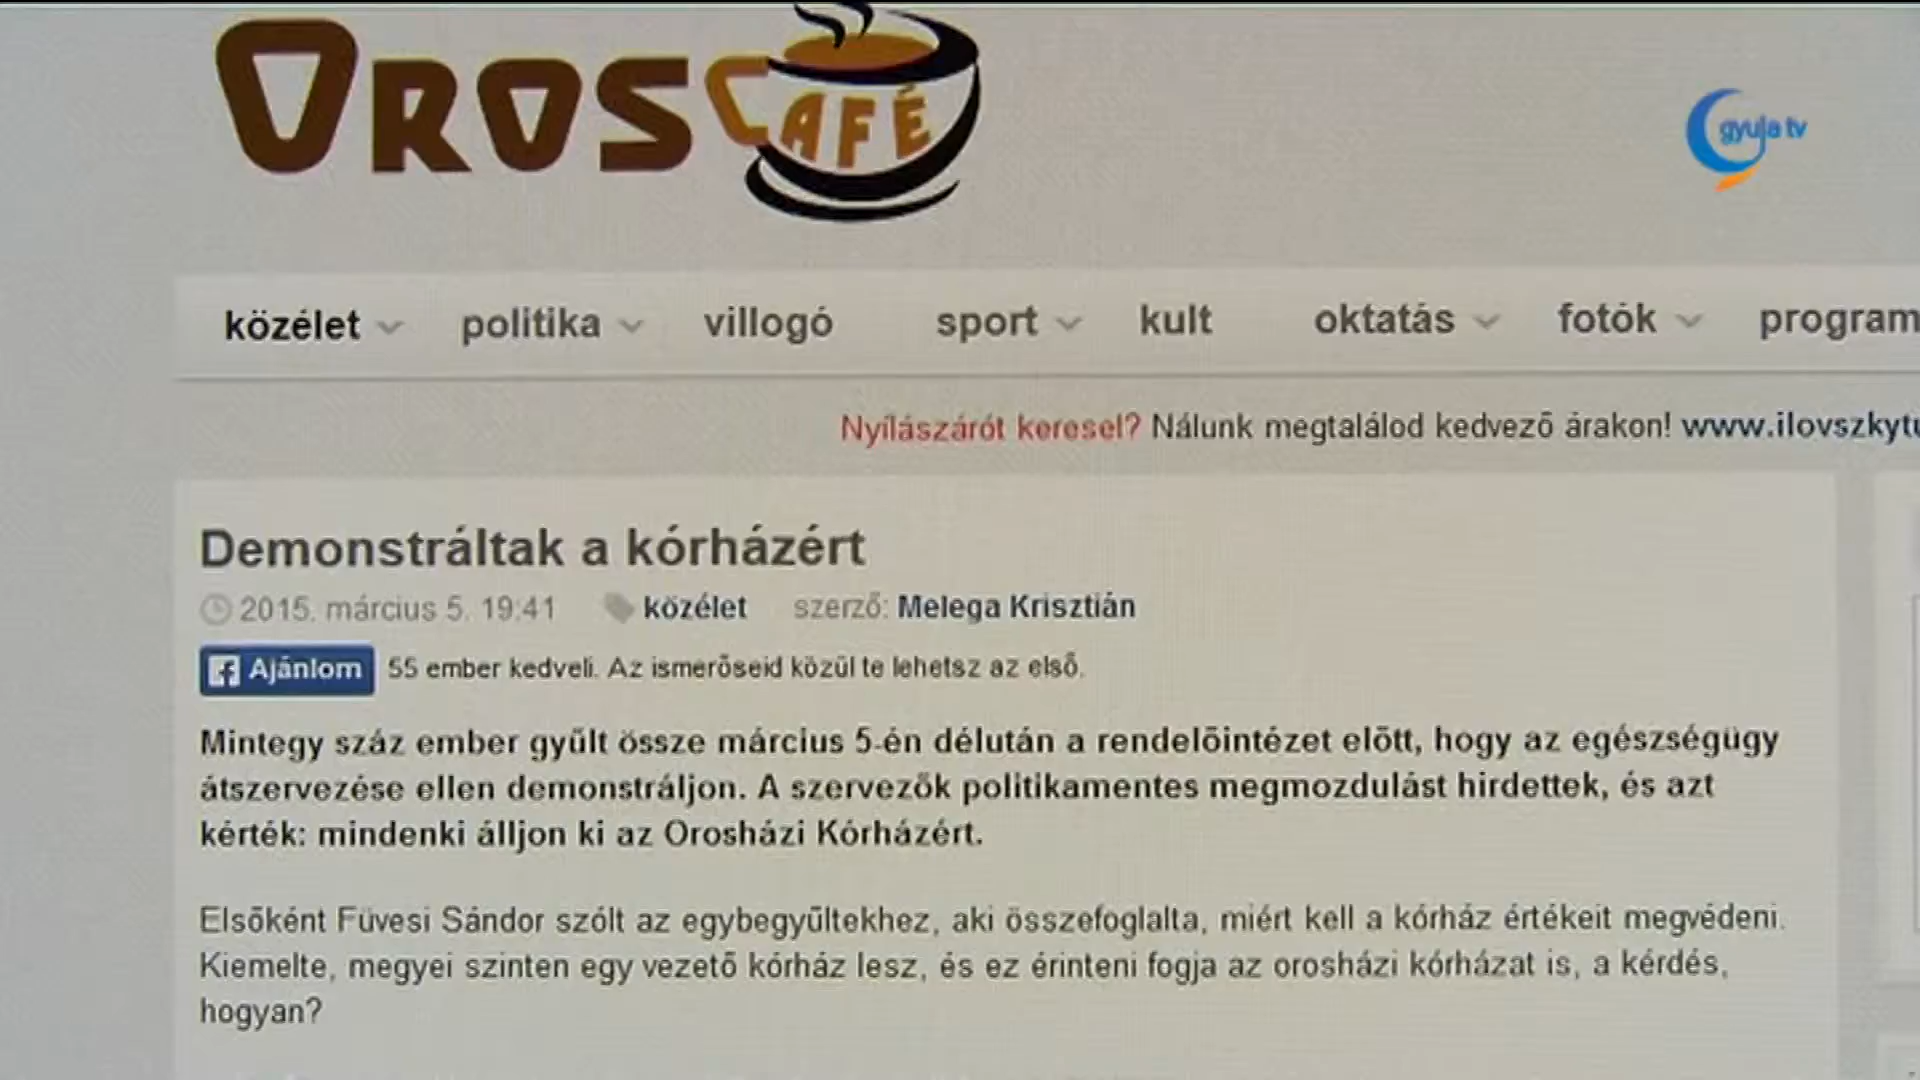 OROSCAFÉ
gyula tv
közélet politika villogó sport kult oktatás fotók program
Nyílászárót keresel? Nálunk megtalálod kedvező árakon! www.ilovszkytu
Demonstráltak a kórházért
2015. március 5. 19:41 közélet szerző: Melega Krisztián
Ajánlom 55 ember kedveli. Az ismerőseid közül te lehetsz az első.
Mintegy száz ember gyűlt össze március 5-én délután a rendelőintézet előtt, hogy az egészségügy
átszervezése ellen demonstráljon. A szervezők politikamentes megmozdulást hirdettek, és azt
kérték: mindenki álljon ki az Orosházi Kórházért.
Elsőként Füvesi Sándor szólt az egybegyűltekhez, aki összefoglalta, miért kell a kórház értékeit megvédeni.
Kiemelte, megyei szinten egy vezető kórház lesz, és ez érinteni fogja az orosházi kórházat is, a kérdés,
hogyan?